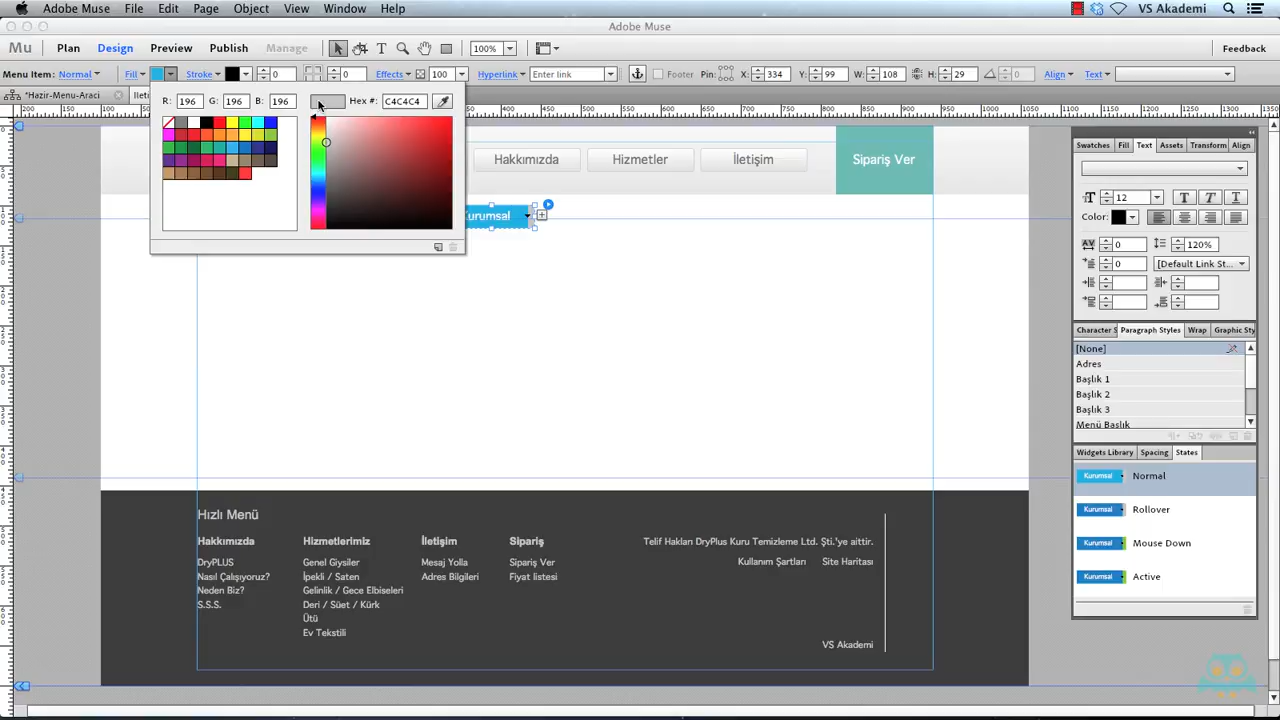 Adobe Muse File Edit Page Object View Window Help VS Akademi
Adobe Muse
Mu Plan Design Preview Publish Manage 100% Feedback
Menu Item: Normal Fill Stroke 0 0 Effects 100 Hyperlink: Enter link Footer Pin: X: 334 Y: 99 W: 108 H: 29 Align Text:
*Hazir-Menu-Araci
R: 196 G: 196 B: 196 Hex #: C4C4C4
Hakkımızda Hizmetler İletişim Sipariş Ver
Kurumsal
Swatches Fill Text Assets Transform Align
12
Color:
0 120%
0 [Default Link St...
Character S Paragraph Styles Wrap Graphic Sty
[None]
Adres
Başlık 1
Başlık 2
Başlık 3
Menü Başlık
Widgets Library Spacing States
Kurumsal Normal
Kurumsal Rollover
Kurumsal Mouse Down
Kurumsal Active
Hızlı Menü
Hakkımızda Hizmetlerimiz İletişim Sipariş Telif Hakları DryPlus Kuru Temizleme Ltd. Şti.'ye aittir.
DryPLUS Genel Giysiler Mesaj Yolla Sipariş Ver Kullanım Şartları Site Haritası
Nasıl Çalışıyoruz? İpekli / Saten Adres Bilgileri Fiyat listesi
Neden Biz? Gelinlik / Gece Elbiseleri
S.S.S. Deri / Süet / Kürk
Ütü
Ev Tekstili
VS Akademi